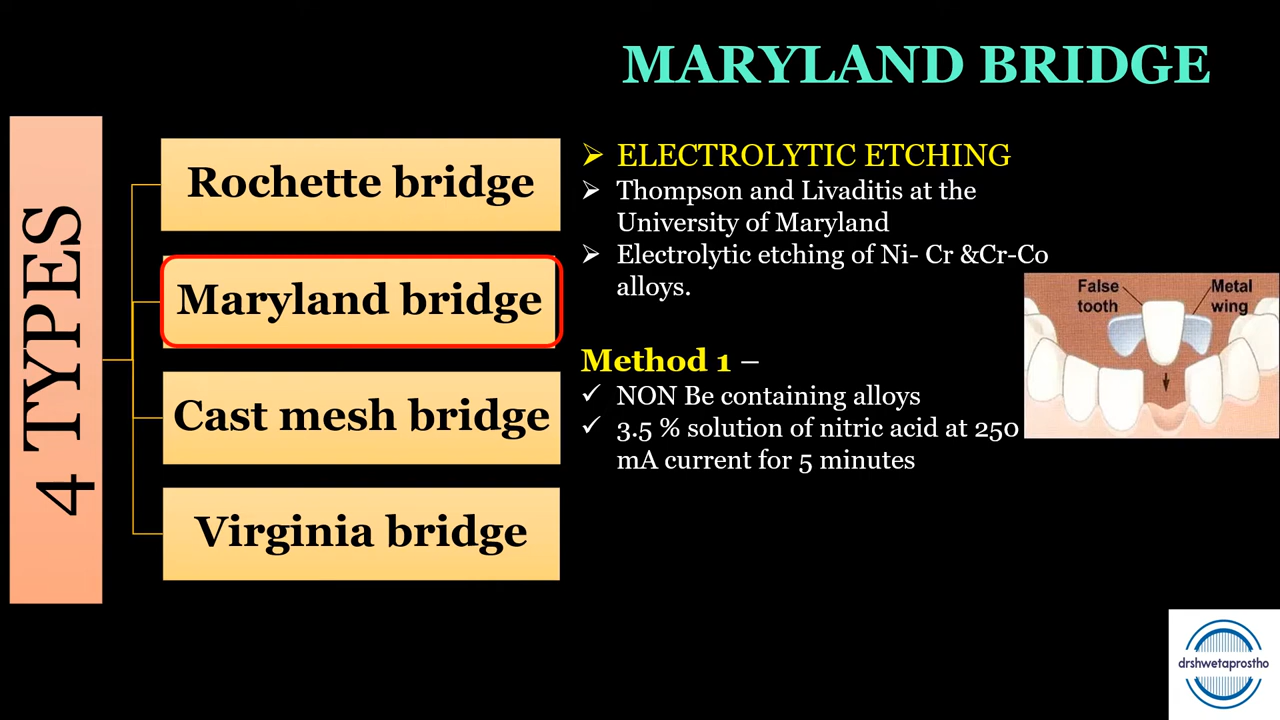 MARYLAND BRIDGE
4 TYPES
Rochette bridge
Maryland bridge
Cast mesh bridge
Virginia bridge
ELECTROLYTIC ETCHING
Thompson and Livaditis at the
University of Maryland
Electrolytic etching of Ni- Cr &Cr-Co
alloys.
Method 1 –
NON Be containing alloys
3.5 % solution of nitric acid at 250
mA current for 5 minutes
False
tooth
Metal
wing
drshwetaprostho